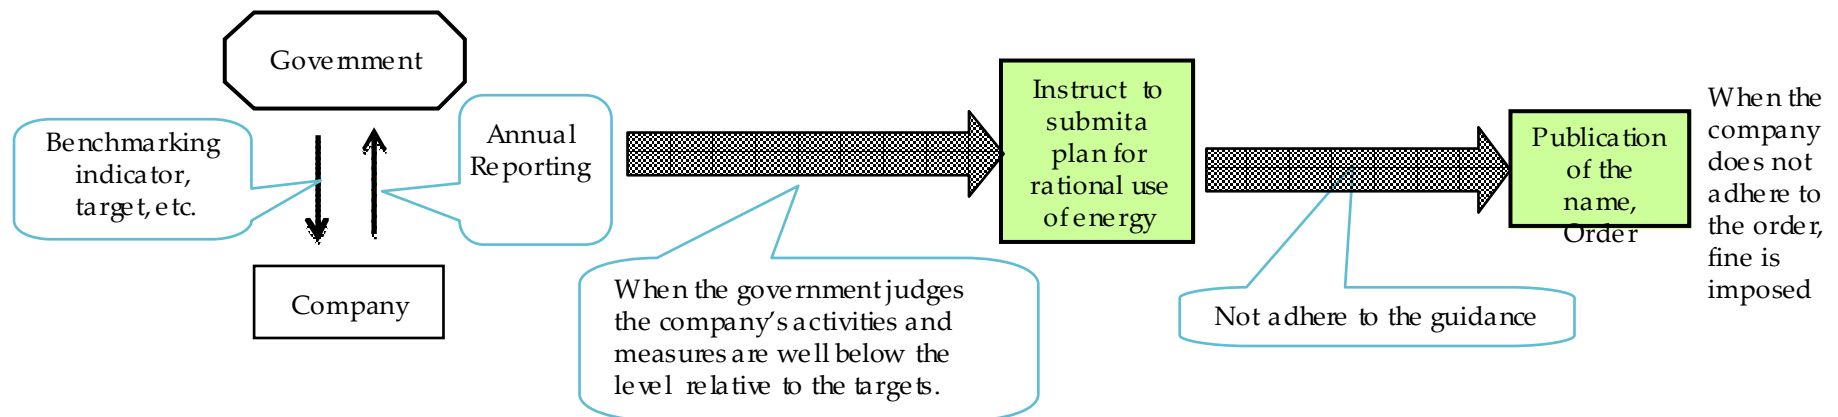 Government
Benchmarking
indicator,
target, etc.
Annual
Reporting
Company
When the government judges
the company’s activities and
measures are well below the
level relative to the targets.
Instruct to
submita
plan for
rational use
of energy
Not adhere to the guidance
Publication
of the
name,
Order
When the
company
does not
adhere to
the order,
fine is
imposed